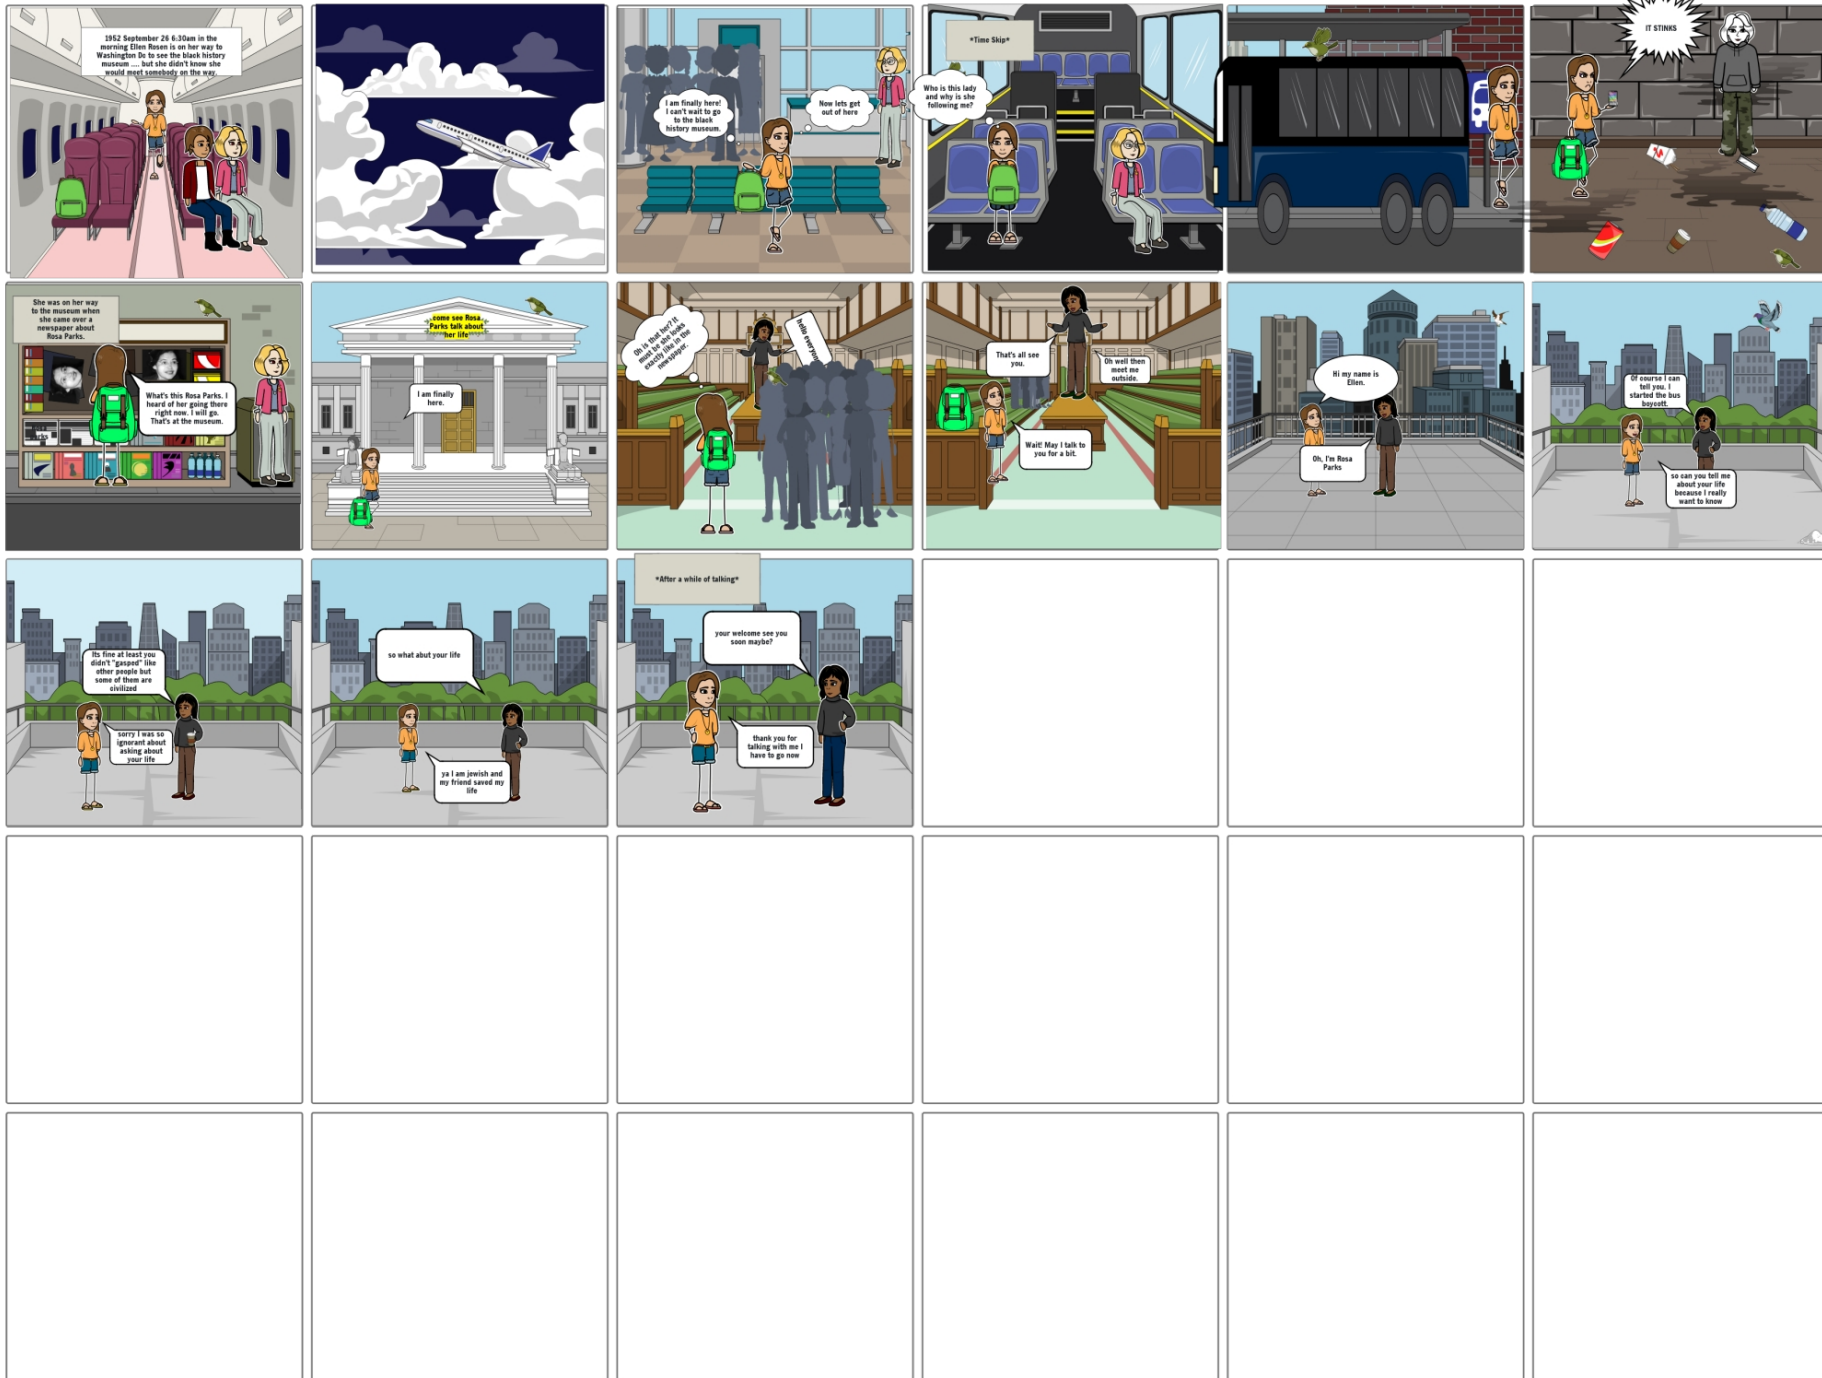 1952 September 26 6:30am in the
morning Ellen Rosen is on her way to
Washington Dc to see the black history
museum .... but she didn't know she
would meet somebody on the way.
I am finally here!
I can't wait to go
to the black
history museum.
Now lets get
out of here
*Time Skip*
Who is this lady
and why is she
following me?
IT STINKS
She was on her way
to the museum when
she came over a
newspaper about
Rosa Parks.
What's this Rosa Parks. I
heard of her going there
right now. I will go.
That's at the museum.
come see Rosa
Parks talk about
her life
I am finally
here.
Oh is that her? It
must be she looks
exactly like in the
newspaper.
hello everyone
That's all see
you.
Oh well then
meet me
outside.
Wait! May I talk to
you for a bit.
Hi my name is
Ellen.
Oh, I'm Rosa
Parks
Of course I can
tell you. I
started the bus
boycott.
so can you tell me
about your life
because I really
want to know
Its fine at least you
didn't "gasped" like
other people but
some of them are
civilized
sorry I was so
ignorant about
asking about
your life
so what abut your life
ya I am jewish and
my friend saved my
life
*After a while of talking*
your welcome see you
soon maybe?
thank you for
talking with me I
have to go now